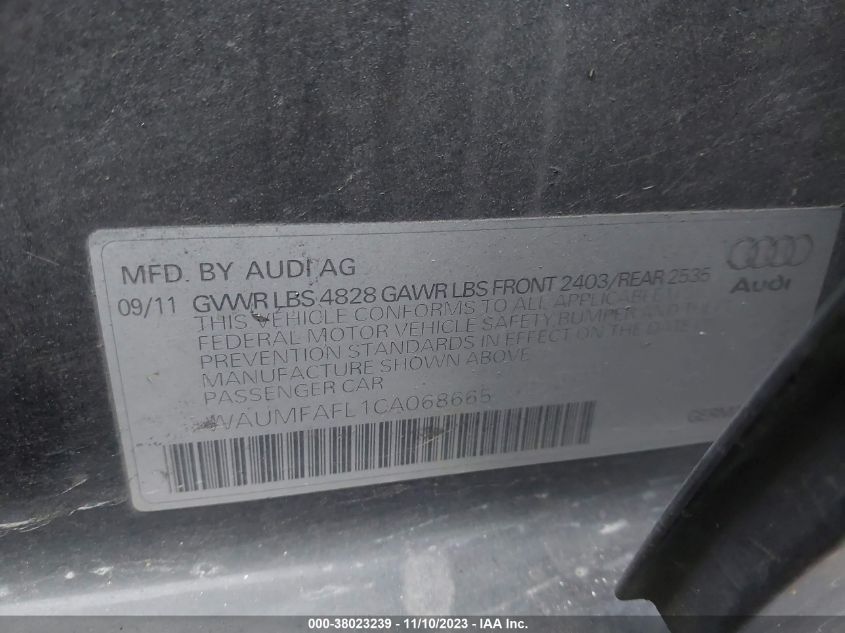 MFD. BY AUDI AG
09/11 GVWR LBS 4828 GAWR LBS FRONT 2403/REAR 2535
Audi
THIS VEHICLE CONFORMS TO ALL APPLICABLE
FEDERAL MOTOR VEHICLE SAFETY BUMPER AND THE
PREVENTION STANDARDS IN EFFECT ON THE DATE
MANUFACTURE SHOWN ABOVE
PASSENGER CAR
WAUMFAFL1CA068665
GERM
000-38023239 - 11/10/2023 - IAA Inc.